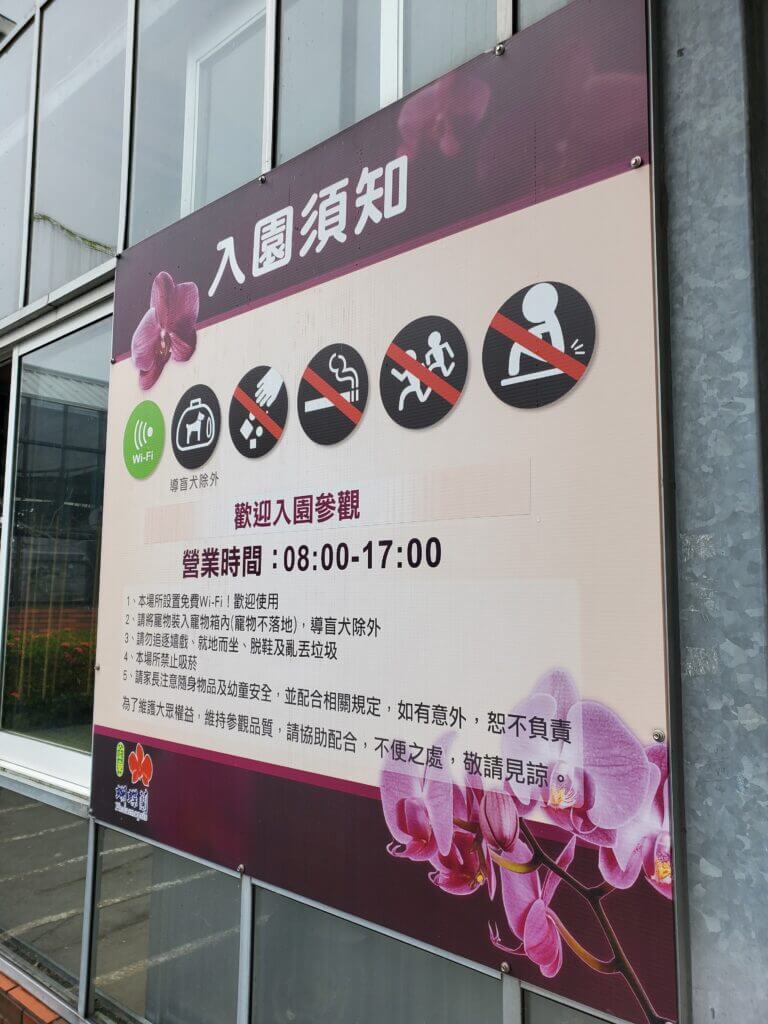 入園須知
Wi-Fi
導盲犬除外
歡迎入園參觀
營業時間：08:00-17:00
1、本場所設置免費Wi-Fi！歡迎使用
2、請將寵物裝入寵物箱內(寵物不落地)，導盲犬除外
3、請勿追逐嬉戲、就地而坐、脱鞋及亂丟垃圾
4、本場所禁止吸菸
5、請家長注意隨身物品及幼童安全，並配合相關規定，如有意外，恕不負責
為了維護大眾權益，維持參觀品質，請協助配合，不便之處，敬請見諒。